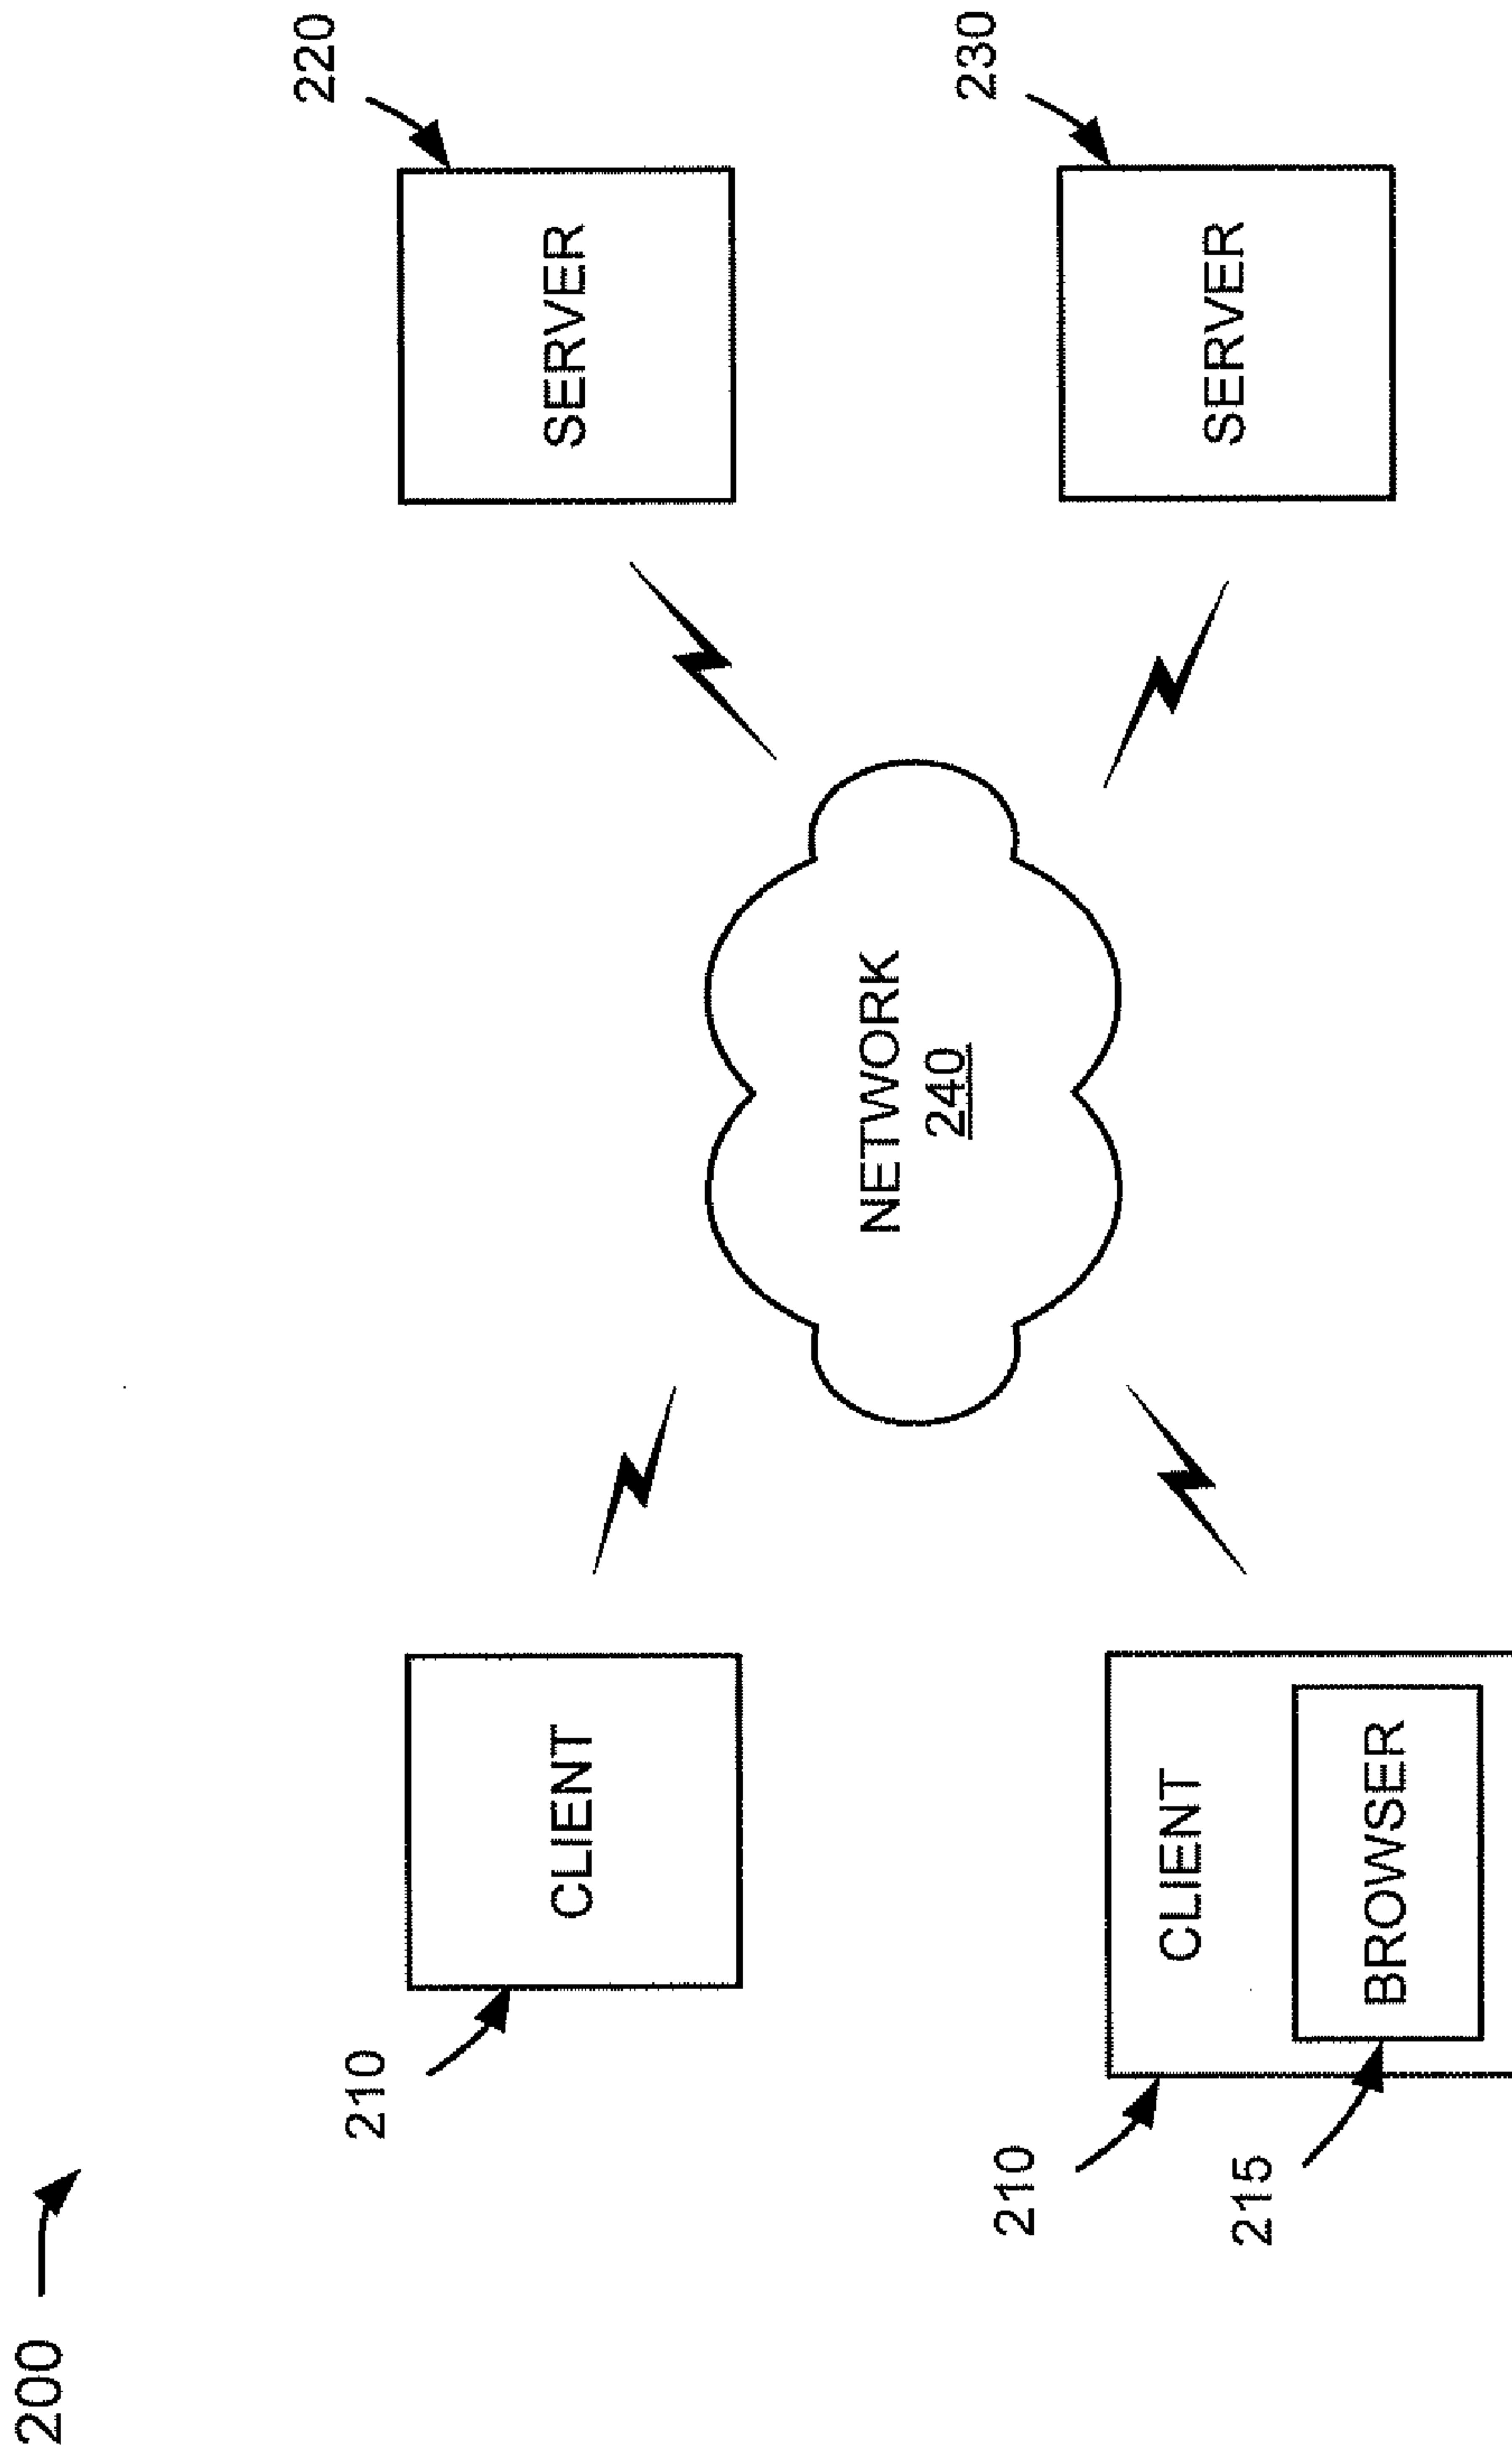 200
210
CLIENT
220
SERVER
NETWORK
240
210
CLIENT
215
BROWSER
230
SERVER